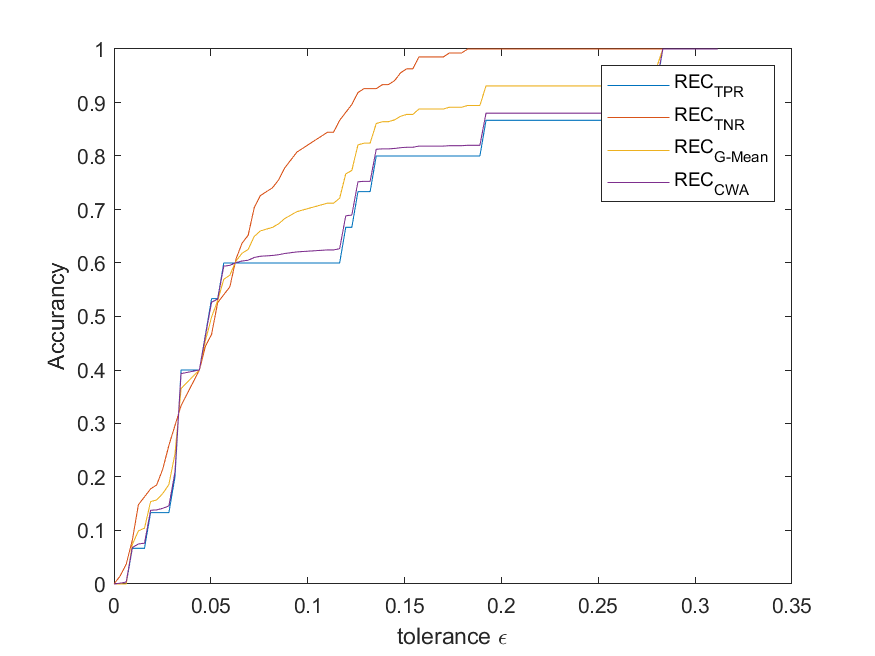 1
0.9
0.8
0.7
0.6
0.5
0.4
0.3
0.2
0.1
0
Accurancy
REC_TPR
REC_TNR
REC_G-Mean
REC_CWA
0 0.05 0.1 0.15 0.2 0.25 0.3 0.35
tolerance ϵ